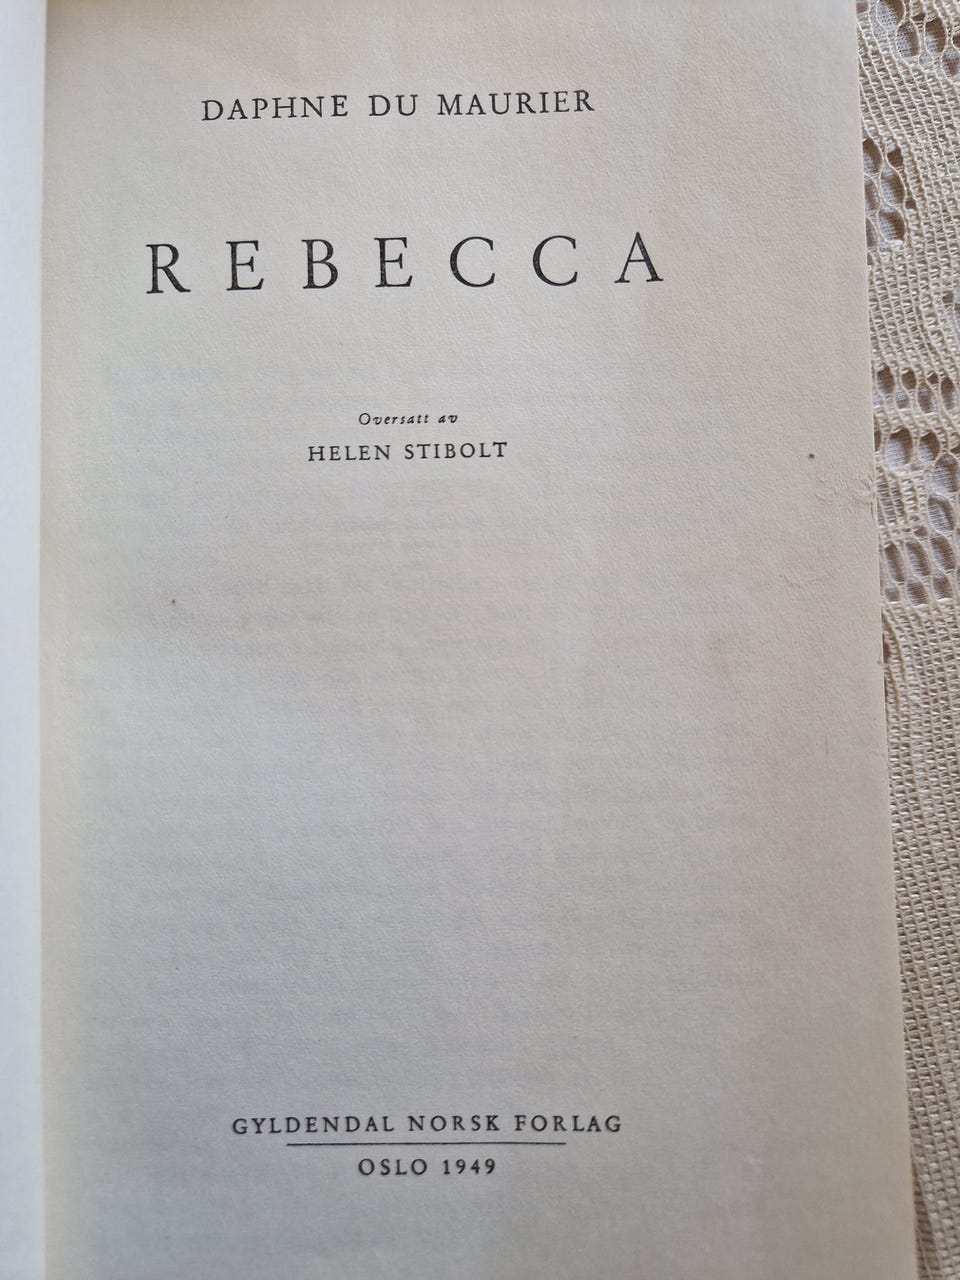 DAPHNE DU MAURIER
REBECCA
Oversatt av
HELEN STIBOLT
GYLDENDAL NORSK FORLAG
OSLO 1949